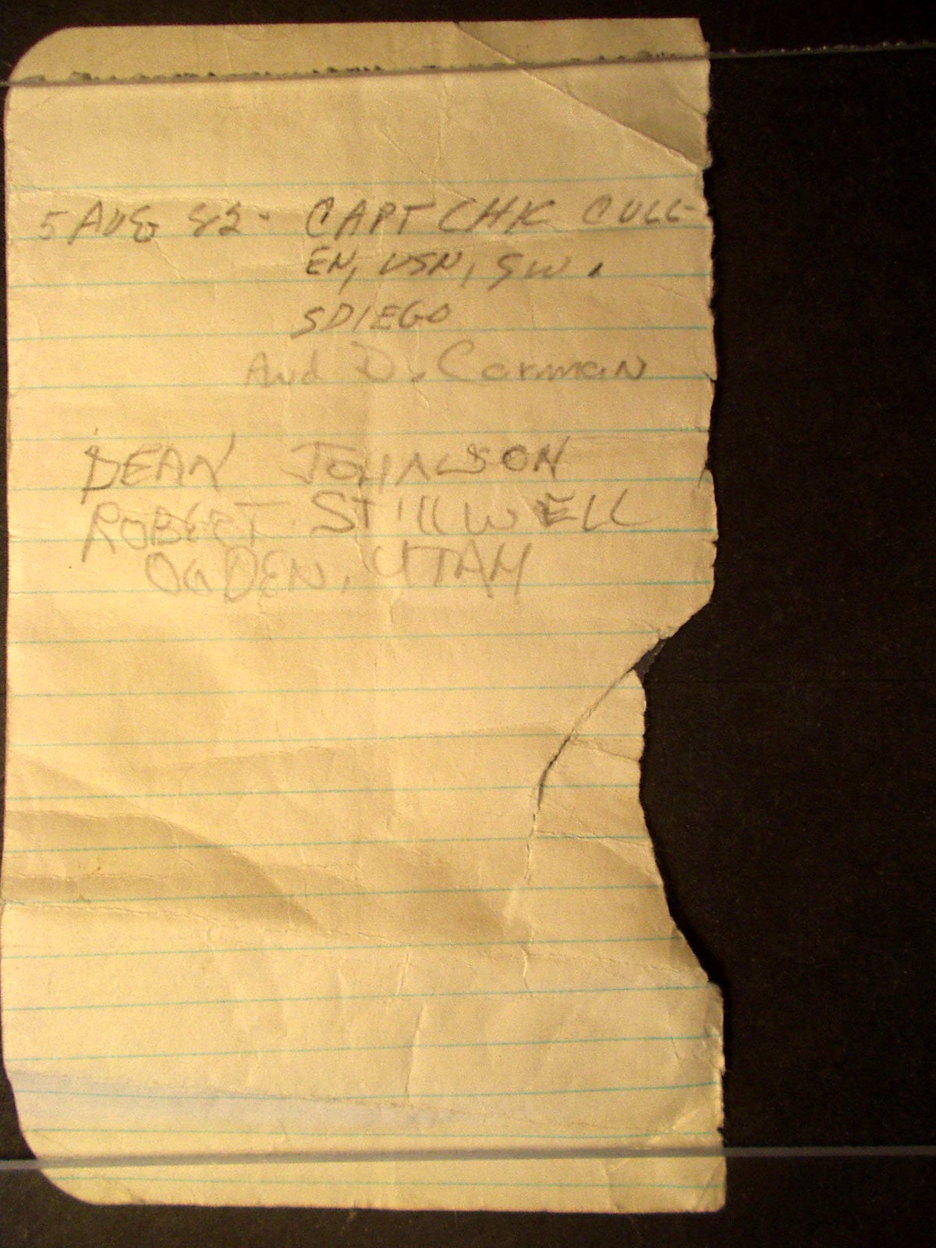 5 AUG 82 - CAPT CHK CULL-
EN, USN, SW.
SDIEGO
And D. Carman
DEAN JOHNSON
ROBERT STILLWELL
OGDEN, UTAH